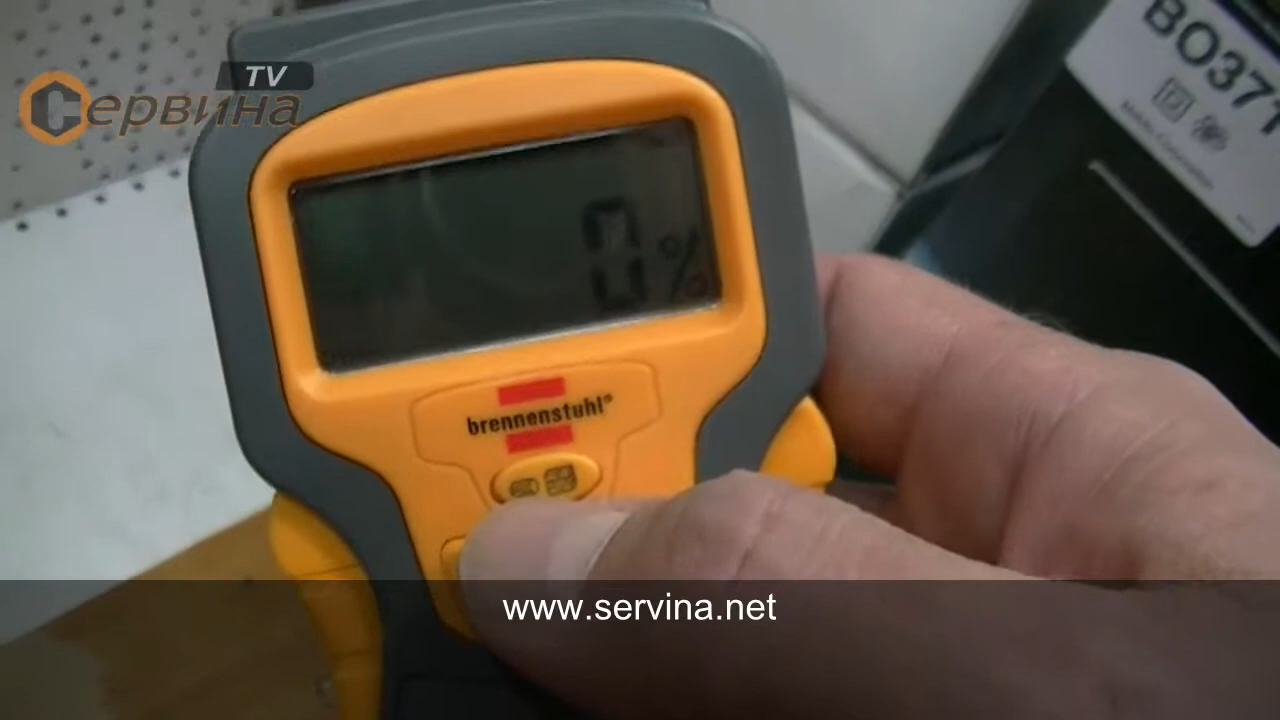 TV
Сервина
BO371
0 %
brennenstuhl®
www.servina.net